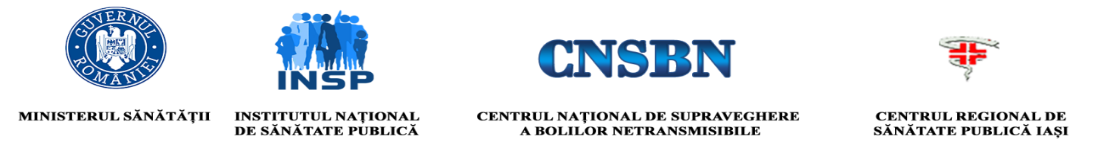 GUVERNUL ROMÂNIEI
INSP
CNSBN
MINISTERUL SĂNĂTĂȚII
INSTITUTUL NAȚIONAL
DE SĂNĂTATE PUBLICĂ
CENTRUL NAȚIONAL DE SUPRAVEGHERE
A BOLILOR NETRANSMISIBILE
CENTRUL REGIONAL DE
SĂNĂTATE PUBLICĂ IAȘI